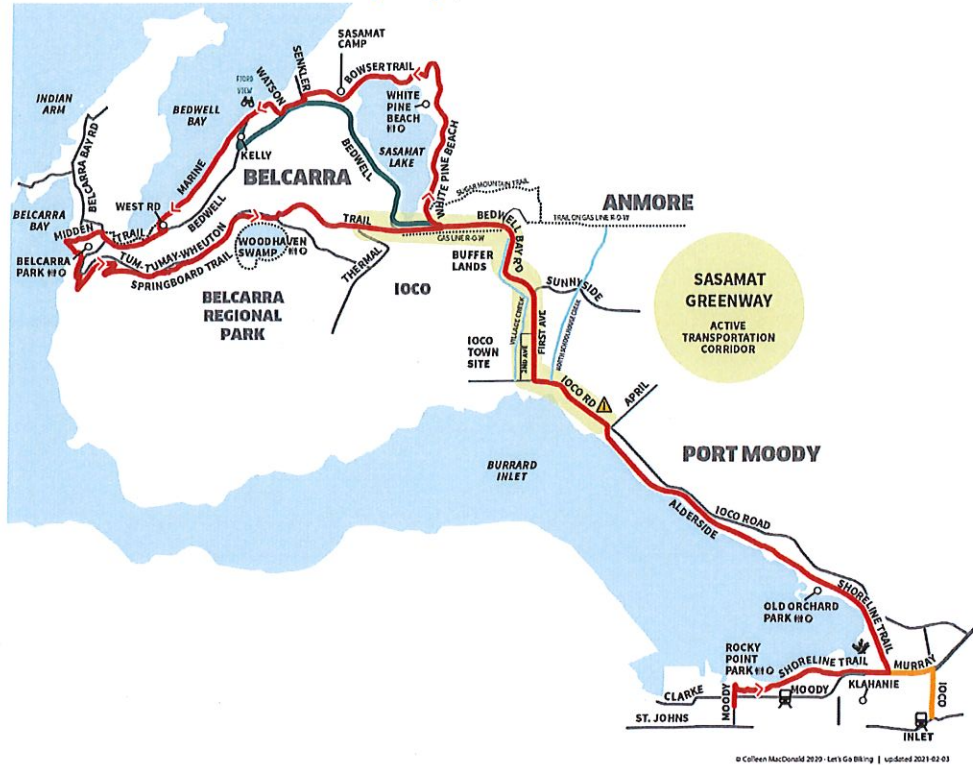 SASAMAT
CAMP
SENKLER
BOWSER TRAIL
WATSON
FJORD
VIEW
WHITE
PINE
BEACH
INDIAN
ARM
BEDWELL
BAY
SASAMAT
LAKE
WHITE PINE BEACH
KELLY
BEDWELL
BELCARRA
BELCARRA BAY RD
MARINE
SUGAR MOUNTAIN TRAIL
ANMORE
WEST RD
BEDWELL
BELCARRA
BAY
MIDDEN
TRAIL
TRAIL
BEDWELL BAY RD
TRAIL ON GAS LINE R-O-W
GAS LINE R-O-W
BELCARRA
PARK
TUM-TUMAY-WHEUTON
SPRINGBOARD TRAIL
WOODHAVEN
SWAMP
THERMAL
BUFFER
LANDS
SUNNYSIDE
IOCO
BELCARRA
REGIONAL
PARK
SASAMAT
GREENWAY
ACTIVE
TRANSPORTATION
CORRIDOR
VILLAGE CREEK
FIRST AVE
2ND AVE
NORTH SCHOOLHOUSE CREEK
IOCO
TOWN
SITE
IOCO RD
APRIL
PORT MOODY
BURRARD
INLET
ALDERSIDE
IOCO ROAD
OLD ORCHARD
PARK
SHORELINE TRAIL
ROCKY
POINT
PARK
SHORELINE TRAIL
MURRAY
CLARKE
MOODY
MOODY
KLAHANIE
IOCO
ST. JOHNS
INLET
© Colleen MacDonald 2020 - Let's Go Biking | updated 2021-02-03